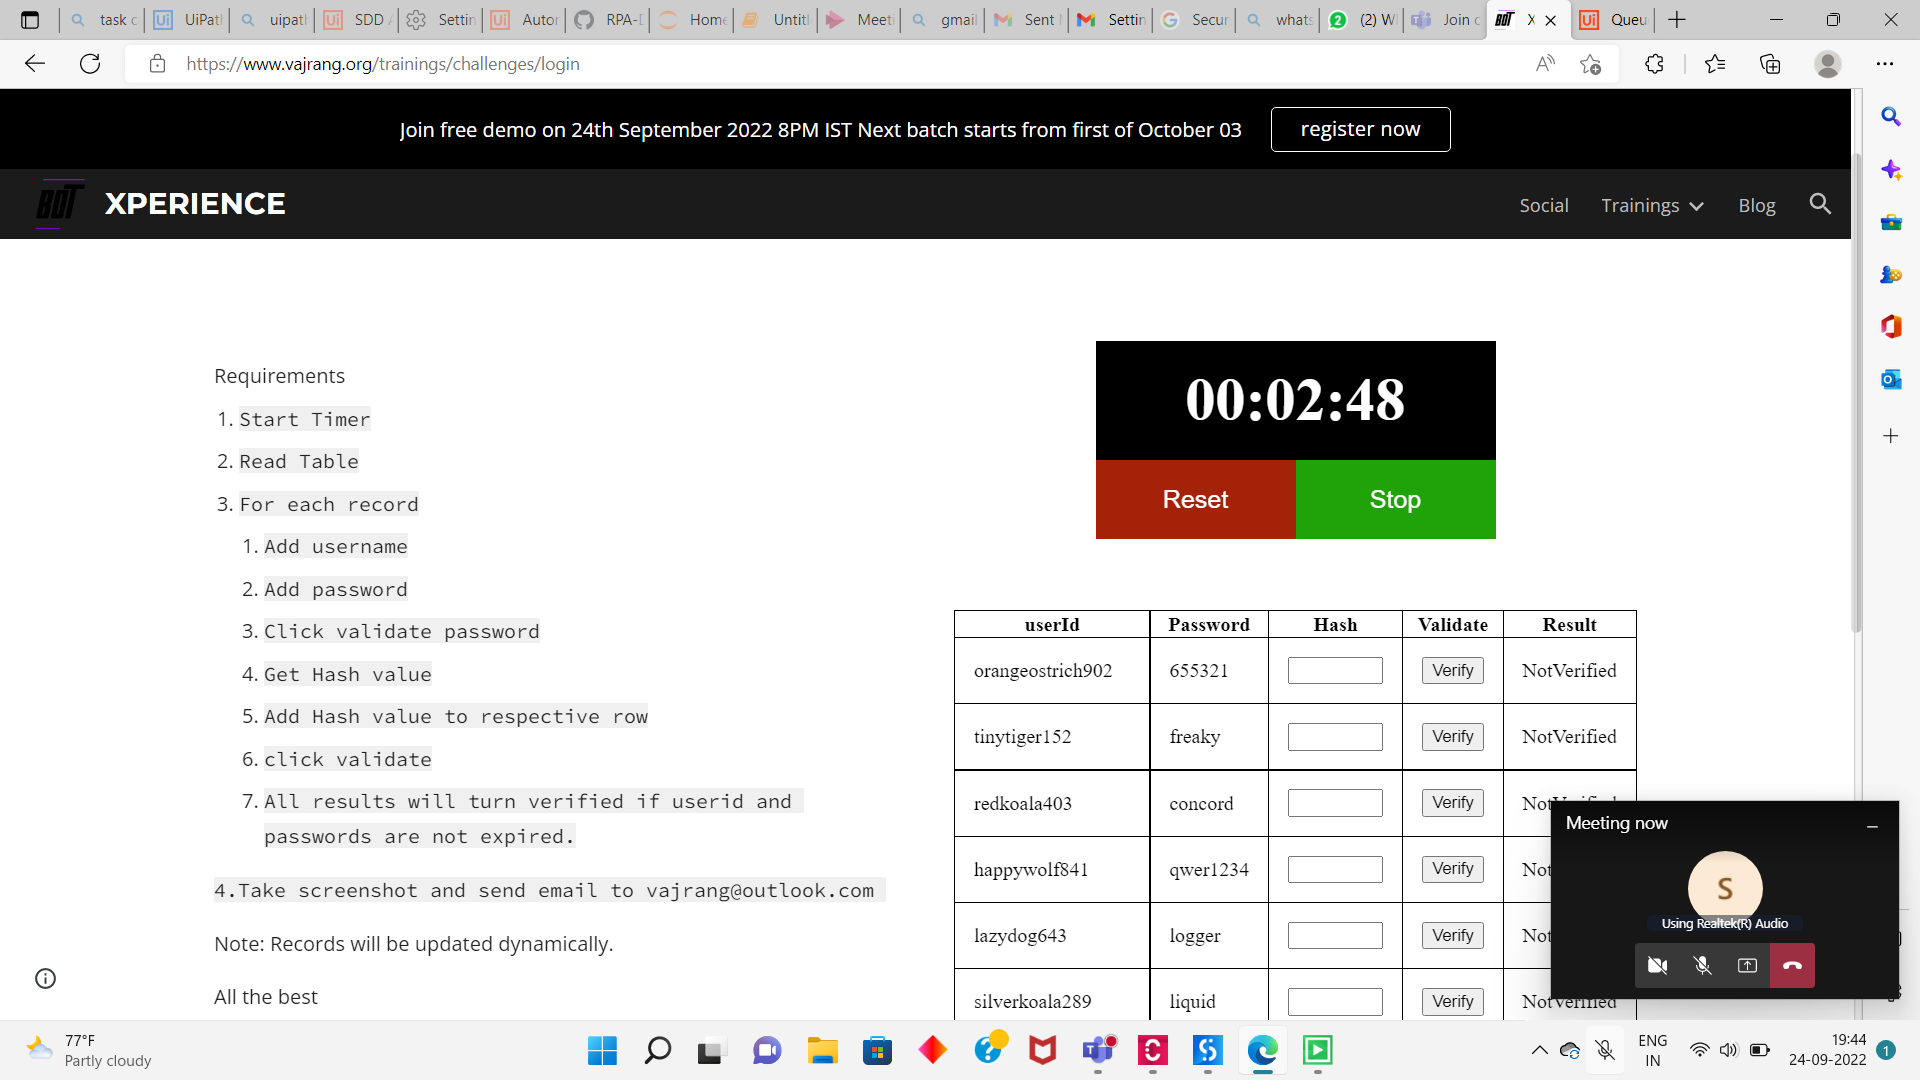 task c
UiPatl
uipatl
SDD A
Settin
Autor
RPA-D
Home
Untitl
Meeti
gmail
Sent M
Settin
Secur
whats
(2) W
Join c
X
Queu
https://www.vajrang.org/trainings/challenges/login
Join free demo on 24th September 2022 8PM IST Next batch starts from first of October 03
register now
BOT
XPERIENCE
Social
Trainings
Blog
Requirements
1. Start Timer
2. Read Table
3. For each record
1. Add username
2. Add password
3. Click validate password
4. Get Hash value
5. Add Hash value to respective row
6. click validate
7. All results will turn verified if userid and
passwords are not expired.
4.Take screenshot and send email to vajrang@outlook.com
Note: Records will be updated dynamically.
All the best
00:02:48
Reset
Stop
userId Password Hash Validate Result
orangeostrich902 655321 Verify NotVerified
tinytiger152 freaky Verify NotVerified
redkoala403 concord Verify
happywolf841 qwer1234 Verify Not
lazydog643 logger Verify Not
silverkoala289 liquid Verify NotVerified
Meeting now
S
Using Realtek(R) Audio
77°F
Partly cloudy
ENG
IN
19:44
24-09-2022
1